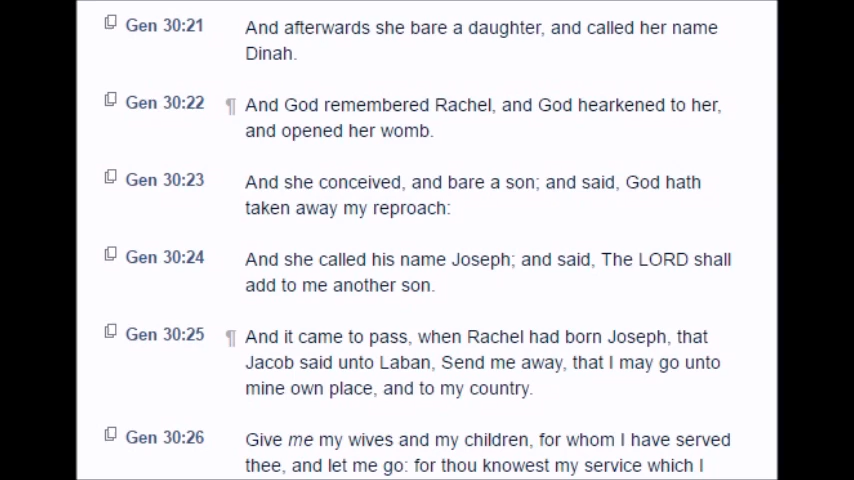 Gen 30:21 And afterwards she bare a daughter, and called her name
Dinah.
Gen 30:22 ¶ And God remembered Rachel, and God hearkened to her,
and opened her womb.
Gen 30:23 And she conceived, and bare a son; and said, God hath
taken away my reproach:
Gen 30:24 And she called his name Joseph; and said, The LORD shall
add to me another son.
Gen 30:25 ¶ And it came to pass, when Rachel had born Joseph, that
Jacob said unto Laban, Send me away, that I may go unto
mine own place, and to my country.
Gen 30:26 Give me my wives and my children, for whom I have served
thee, and let me go: for thou knowest my service which I